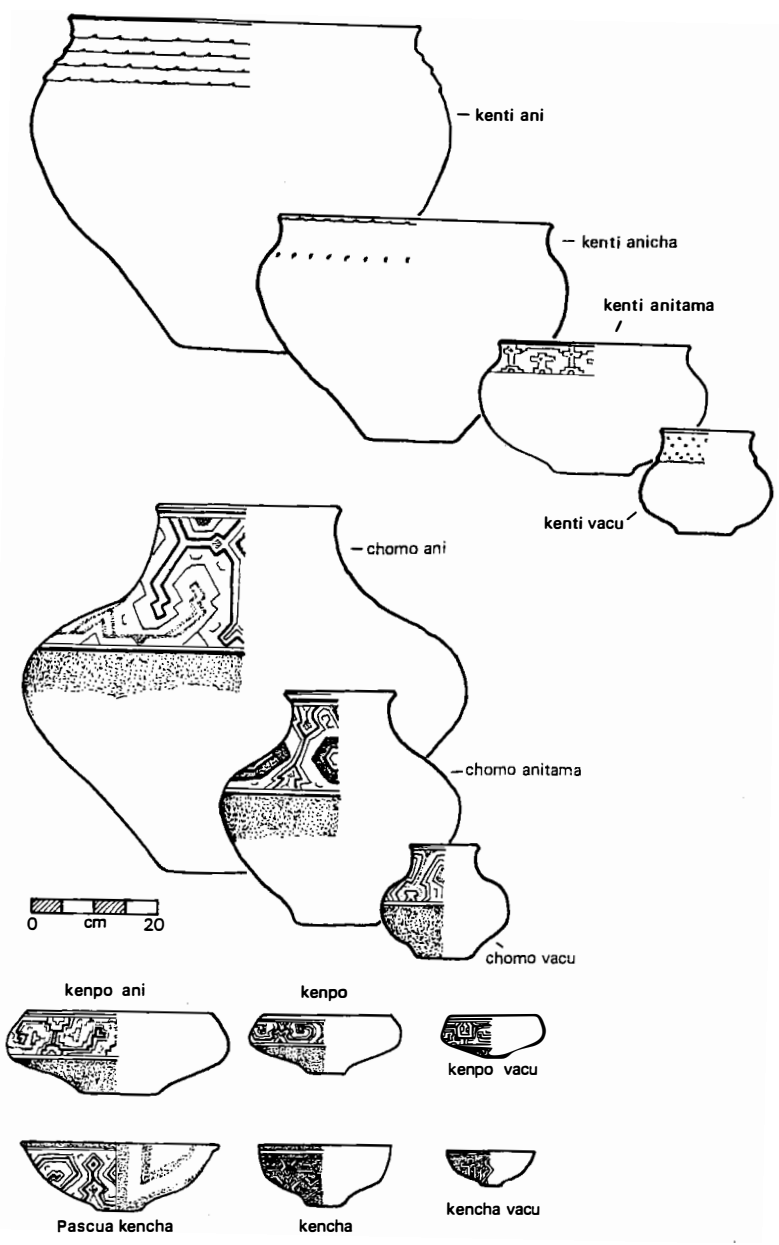 kenti ani
kenti anicha
kenti anitama
kenti vacu
chomo ani
chomo anitama
chomo vacu
0 cm 20
kenpo ani
kenpo
kenpo vacu
Pascua kencha
kencha
kencha vacu